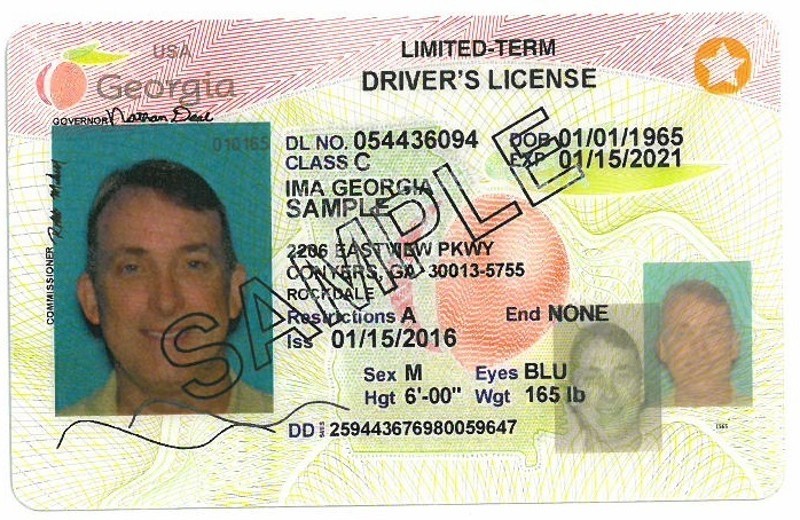 USA
Georgia
LIMITED-TERM
DRIVER'S LICENSE
GOVERNOR Nathan Deal
010165
DL NO. 054436094 DOB 01/01/1965
CLASS C EXP 01/15/2021
IMA GEORGIA
SAMPLE
2206 EASTVIEW PKWY
CONYERS, GA 30013-5755
ROCKDALE
Restrictions A End NONE
Iss 01/15/2016
Sex M Eyes BLU
Hgt 6'-00" Wgt 165 lb
DD 259443676980059647
COMMISSIONER
SAMPLE